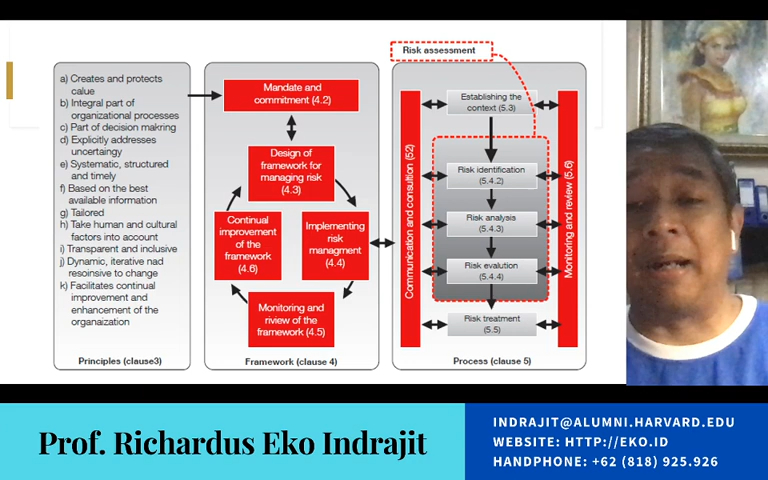 Risk assessment
a) Creates and protects
calue
b) Integral part of
organizational processes
c) Part of decision makring
d) Explicitly addresses
uncertaingy
e) Systematic, structured
and timely
f) Based on the best
available information
g) Tailored
h) Take human and cultural
factors into account
i) Transparent and inclusive
j) Dynamic, iterative nad
resoinsive to change
k) Facilitates continual
improvement and
enhancement of the
organaization
Principles (clause3)
Mandate and
commitment (4.2)
Design of
framework for
managing risk
(4.3)
Continual
improvement
of the
framework
(4.6)
Implementing
risk
managment
(4.4)
Monitoring and
riview of the
framework (4.5)
Framework (clause 4)
Communication and consultion (52)
Establishing the
context (5.3)
Risk identification
(5.4.2)
Risk analysis
(5.4.3)
Risk evalution
(5.4.4)
Risk treatment
(5.5)
Monitoring and review (5.6)
Process (clause 5)
Prof. Richardus Eko Indrajit
INDRAJIT@ALUMNI.HARVARD.EDU
WEBSITE: HTTP://EKO.ID
HANDPHONE: +62 (818) 925.926